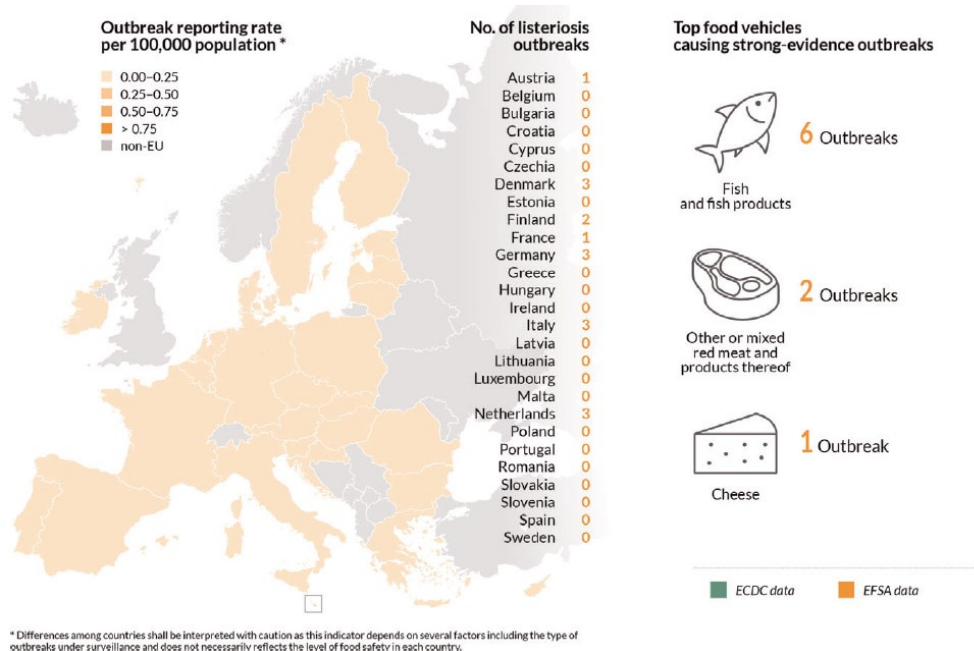 Outbreak reporting rate
per 100,000 population *
0.00–0.25
0.25–0.50
0.50–0.75
> 0.75
non-EU
No. of listeriosis
outbreaks
Austria 1
Belgium 0
Bulgaria 0
Croatia 0
Cyprus 0
Czechia 0
Denmark 3
Estonia 0
Finland 2
France 1
Germany 3
Greece 0
Hungary 0
Ireland 0
Italy 3
Latvia 0
Lithuania 0
Luxembourg 0
Malta 0
Netherlands 3
Poland 0
Portugal 0
Romania 0
Slovakia 0
Slovenia 0
Spain 0
Sweden 0
Top food vehicles
causing strong-evidence outbreaks
6 Outbreaks
Fish
and fish products
2 Outbreaks
Other or mixed
red meat and
products thereof
1 Outbreak
Cheese
ECDC data
EFSA data
* Differences among countries shall be interpreted with caution as this indicator depends on several factors including the type of
outbreaks under surveillance and does not necessarily reflects the level of food safety in each country.